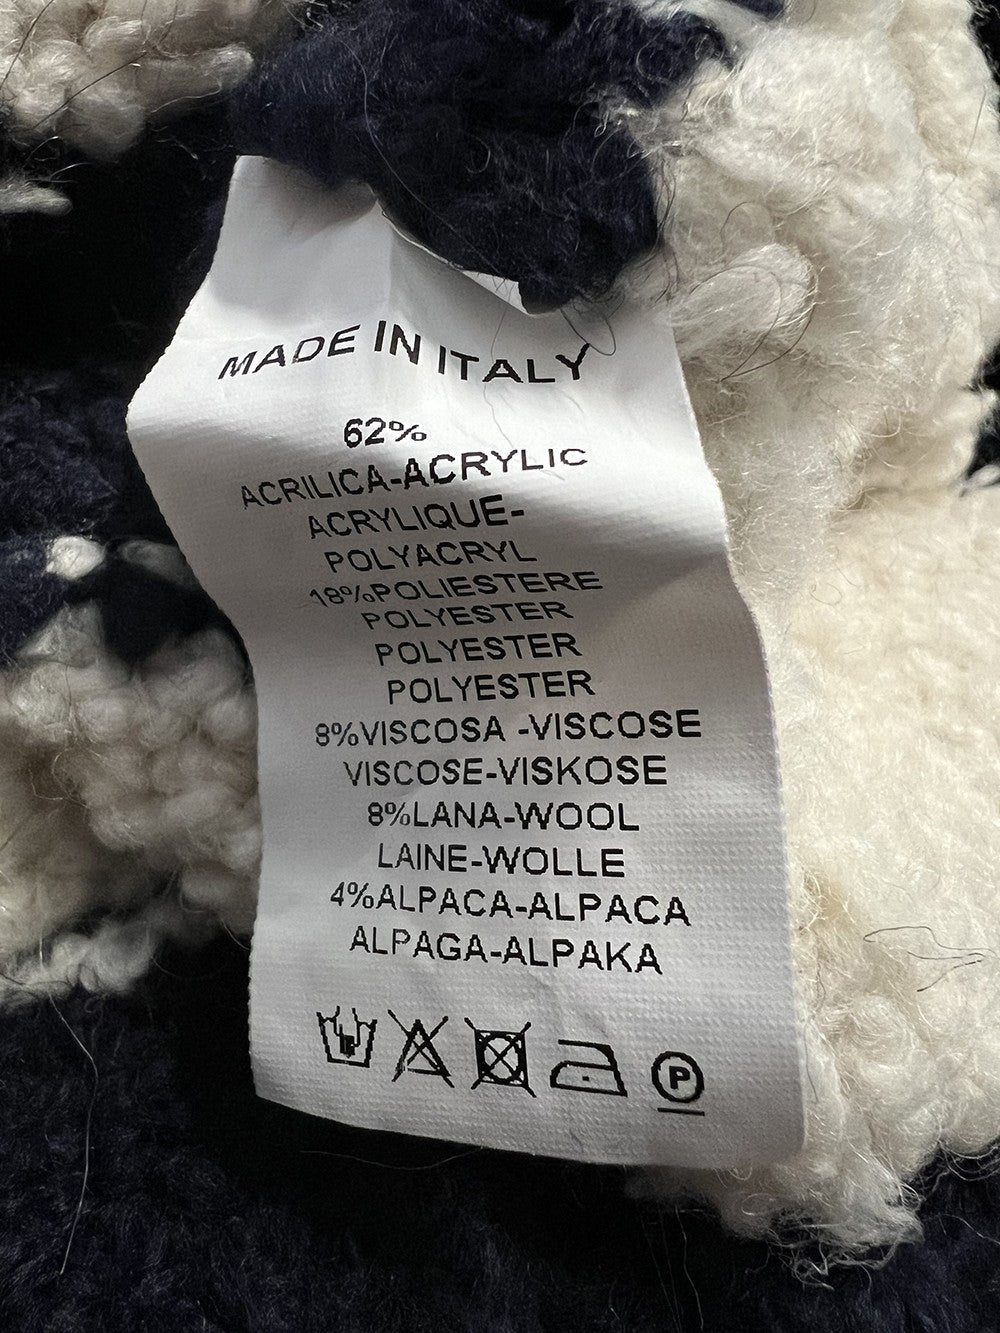 MADE IN ITALY
62%
ACRILICA-ACRYLIC
ACRYLIQUE-
POLYACRYL
18%POLIESTERE
POLYESTER
POLYESTER
POLYESTER
8%VISCOSA -VISCOSE
VISCOSE-VISKOSE
8%LANA-WOOL
LAINE-WOLLE
4%ALPACA-ALPACA
ALPAGA-ALPAKA
P